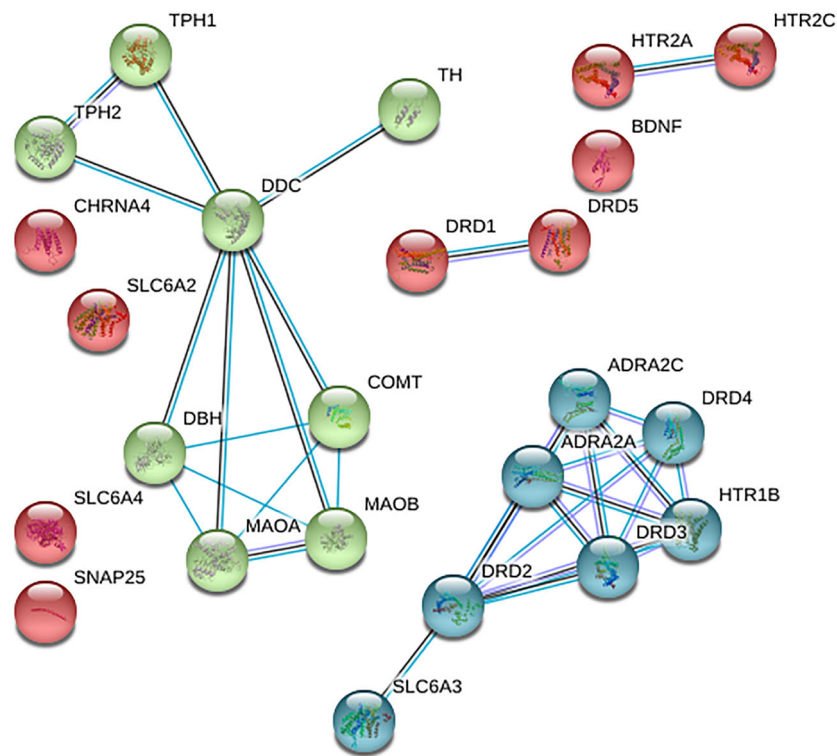 TPH1
HTR2C
HTR2A
TH
TPH2
BDNF
DDC
CHRNA4
DRD5
DRD1
SLC6A2
ADRA2C
COMT
DRD4
DBH
ADRA2A
SLC6A4
MAOB
HTR1B
MAOA
DRD3
DRD2
SNAP25
SLC6A3